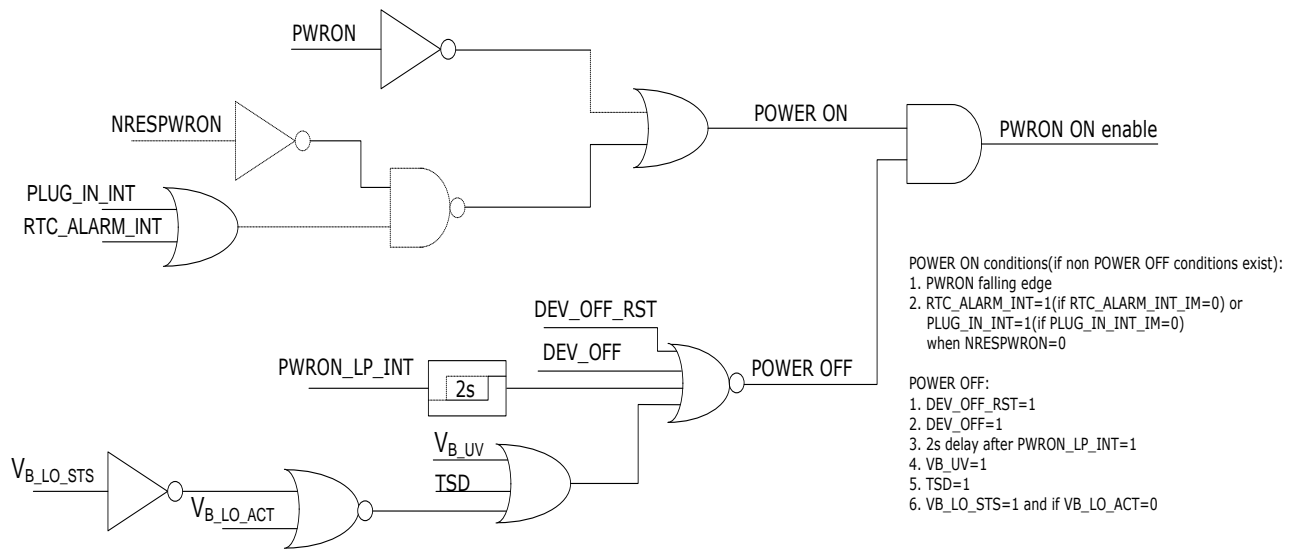 PWRON
NRESPWRON
PLUG_IN_INT
RTC_ALARM_INT
POWER ON
PWRON ON enable
POWER ON conditions(if non POWER OFF conditions exist):
1. PWRON falling edge
2. RTC_ALARM_INT=1(if RTC_ALARM_INT_IM=0) or
PLUG_IN_INT=1(if PLUG_IN_INT_IM=0)
when NRESPWRON=0
DEV_OFF_RST
DEV_OFF
PWRON_LP_INT
2s
POWER OFF
VB_UV
TSD
VB_LO_STS
VB_LO_ACT
POWER OFF:
1. DEV_OFF_RST=1
2. DEV_OFF=1
3. 2s delay after PWRON_LP_INT=1
4. VB_UV=1
5. TSD=1
6. VB_LO_STS=1 and if VB_LO_ACT=0